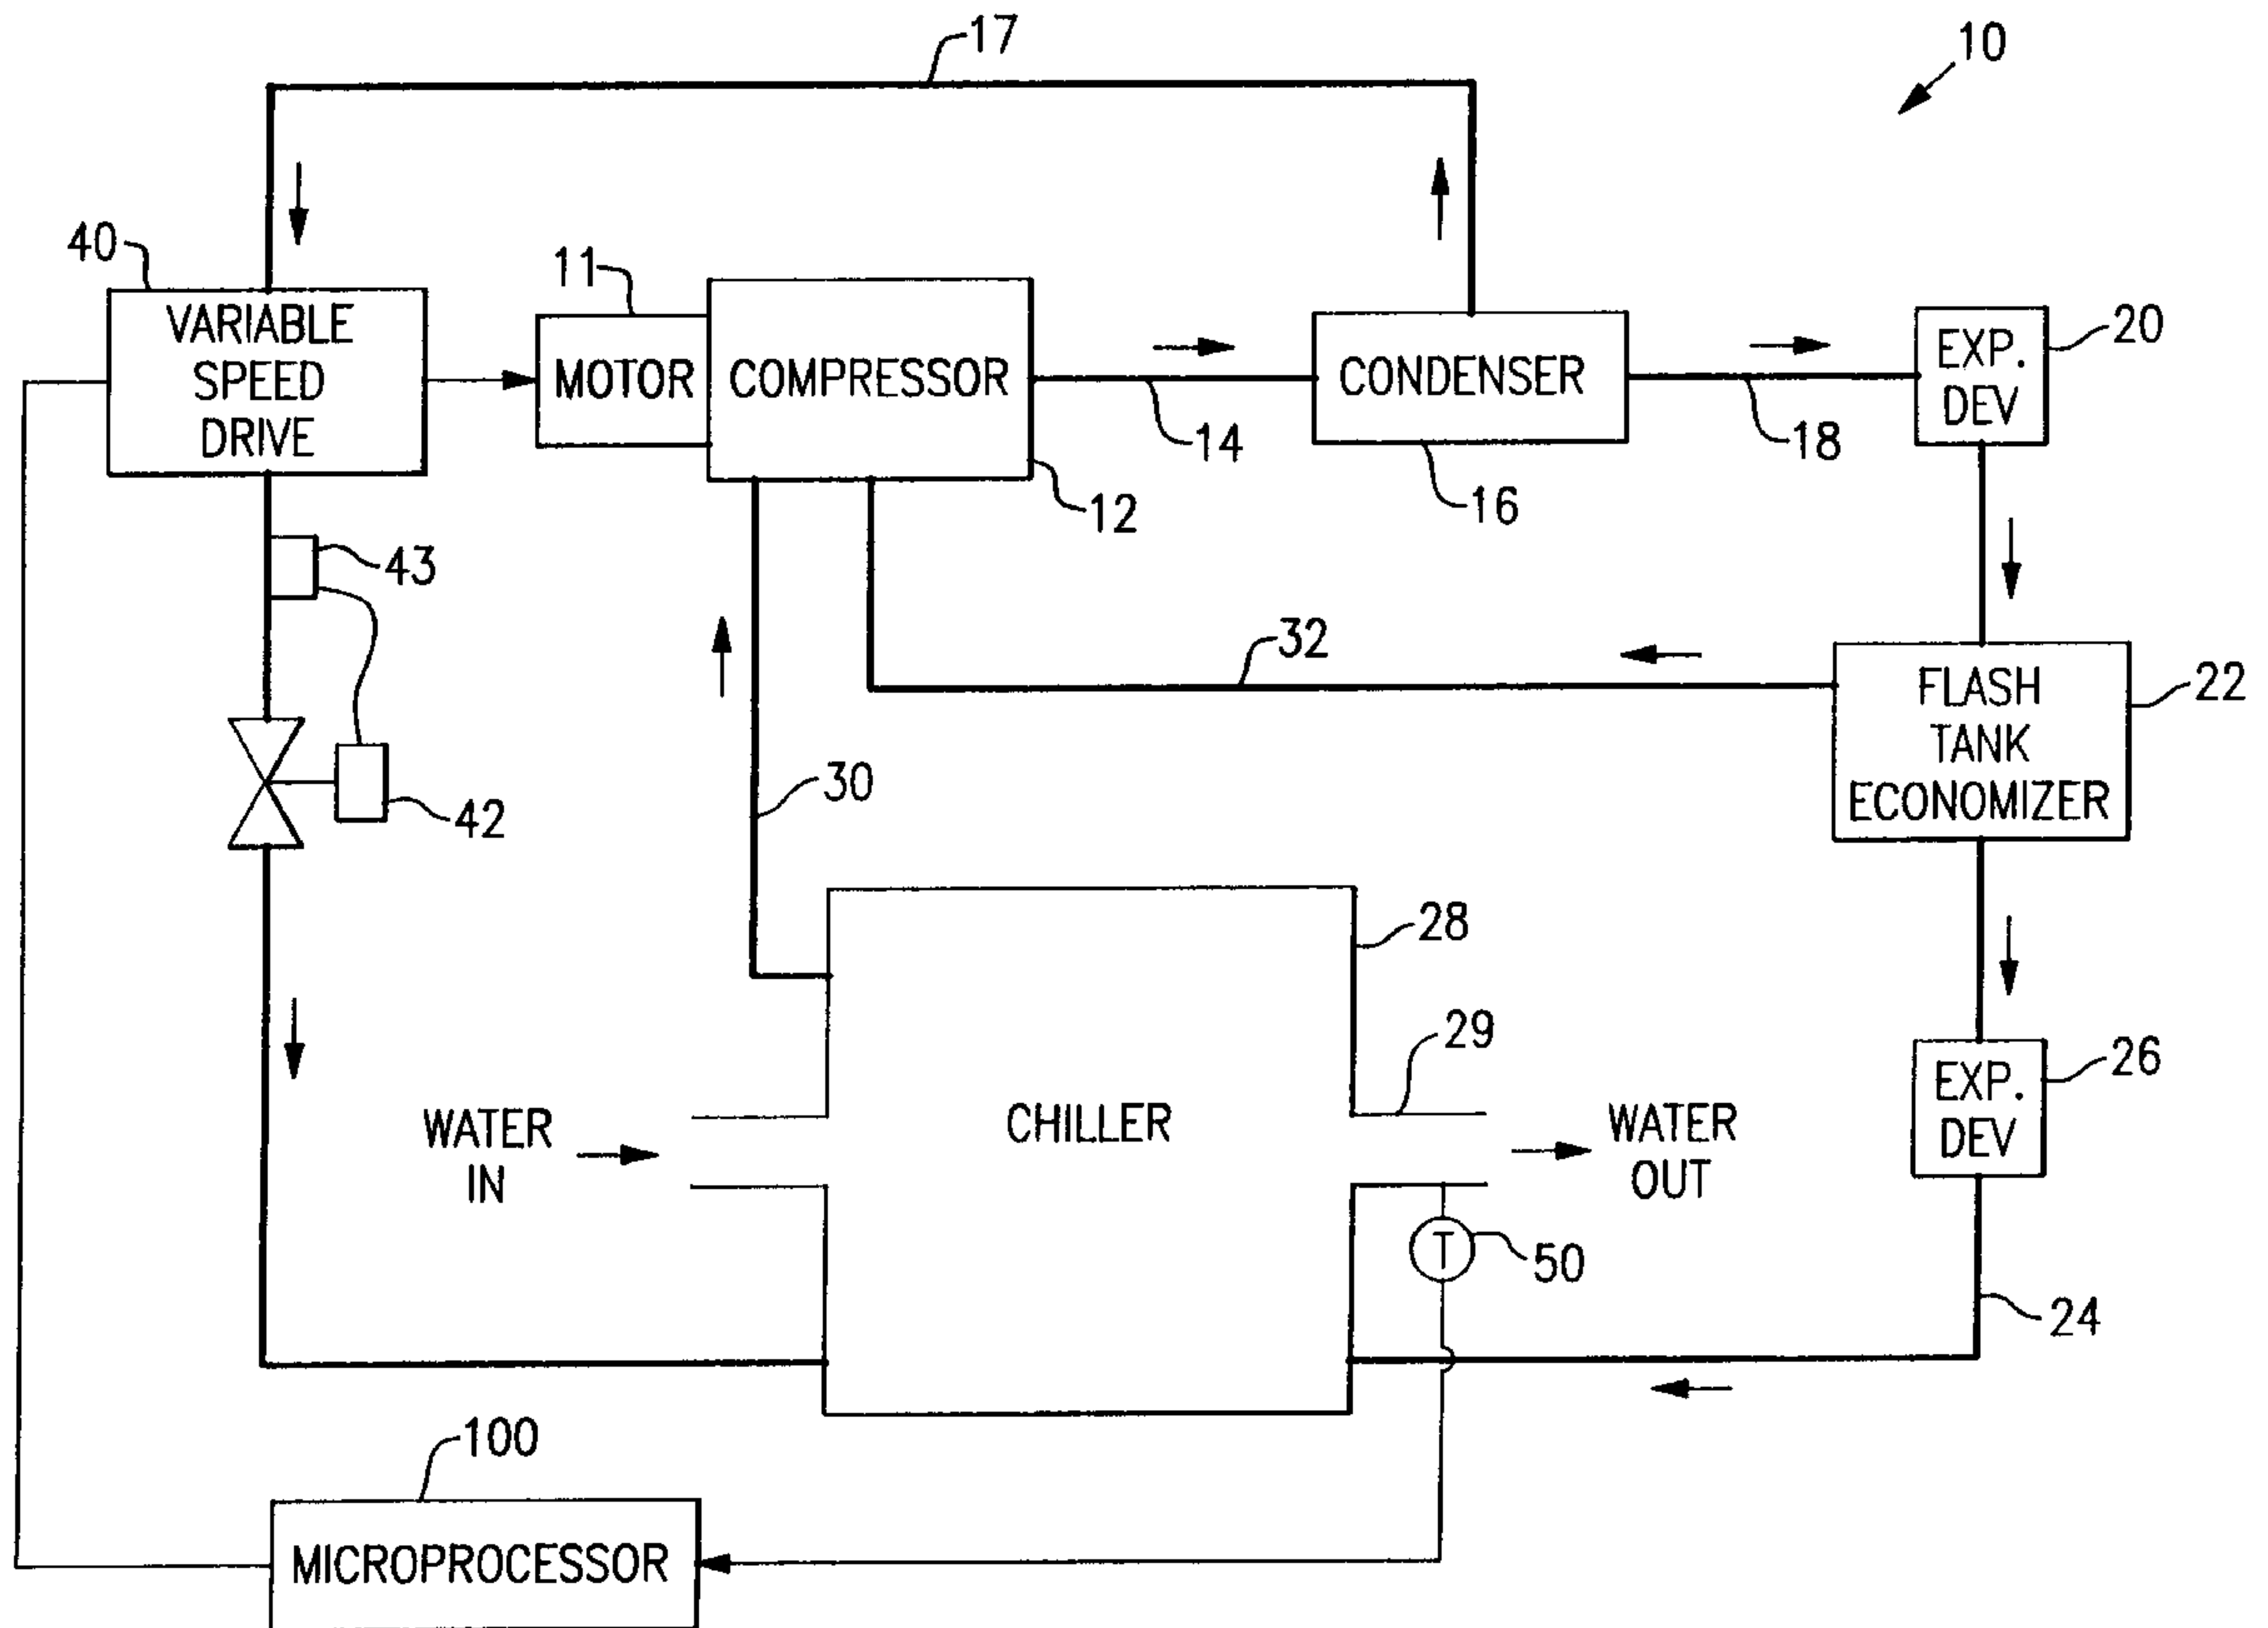 17
10
40
11
VARIABLE
SPEED
DRIVE
MOTOR
COMPRESSOR
CONDENSER
EXP.
DEV
20
14
18
12
16
43
32
FLASH
TANK
ECONOMIZER
22
30
42
28
29
EXP.
DEV
26
WATER
IN
CHILLER
WATER
OUT
T
50
24
100
MICROPROCESSOR